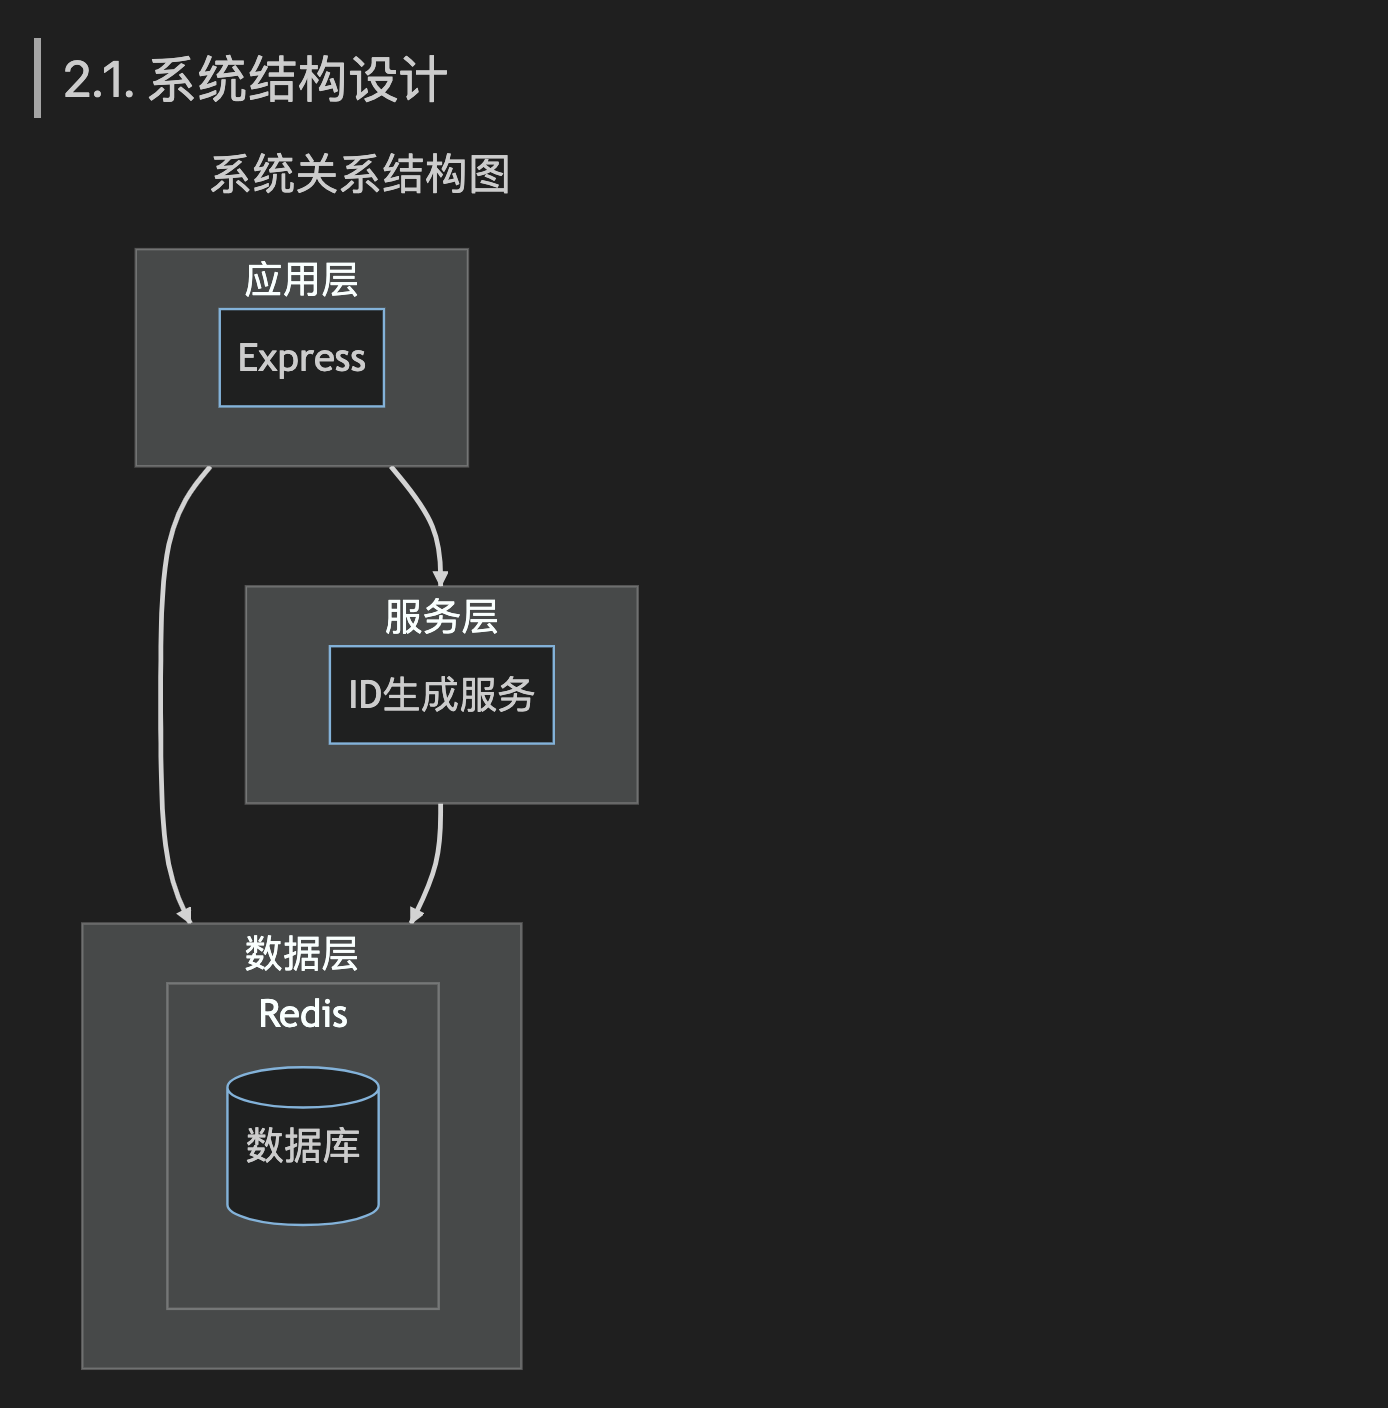 2.1. 系统结构设计
系统关系结构图
应用层
Express
服务层
ID生成服务
数据层
Redis
数据库